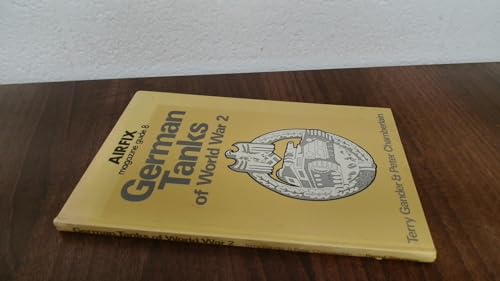 AIRFIX
magazine guide 8
German
Tanks
of World War 2
Terry Gander & Peter Chamberlain
German Tanks of World War 2